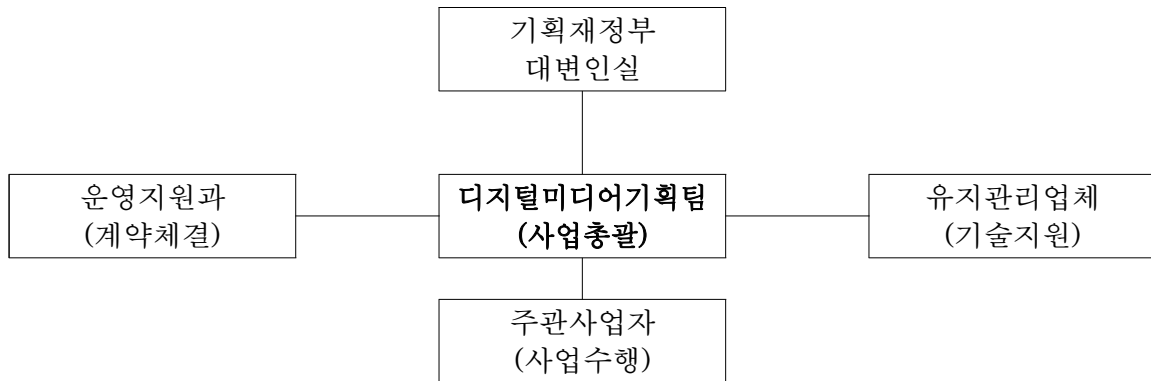 기획재정부
대변인실
운영지원과
(계약체결)
디지털미디어기획팀
(사업총괄)
유지관리업체
(기술지원)
주관사업자
(사업수행)